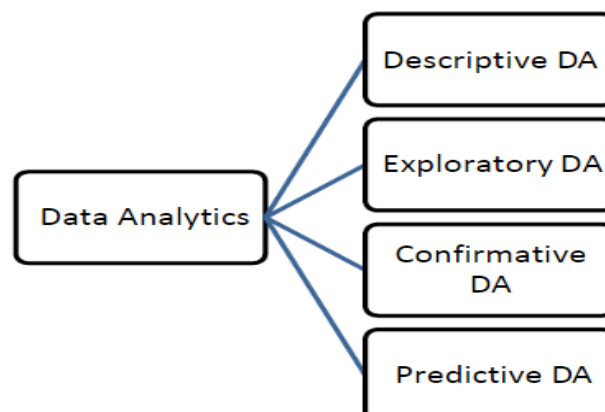 Descriptive DA
Exploratory DA
Data Analytics
Confirmative
DA
Predictive DA